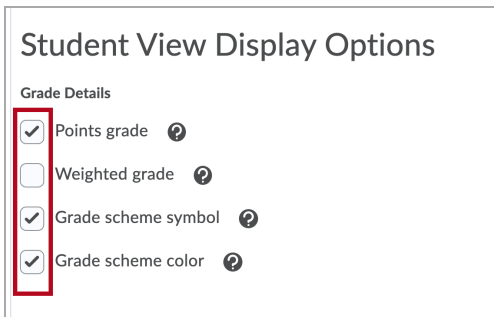 Student View Display Options
Grade Details
Points grade ?
Weighted grade ?
Grade scheme symbol ?
Grade scheme color ?